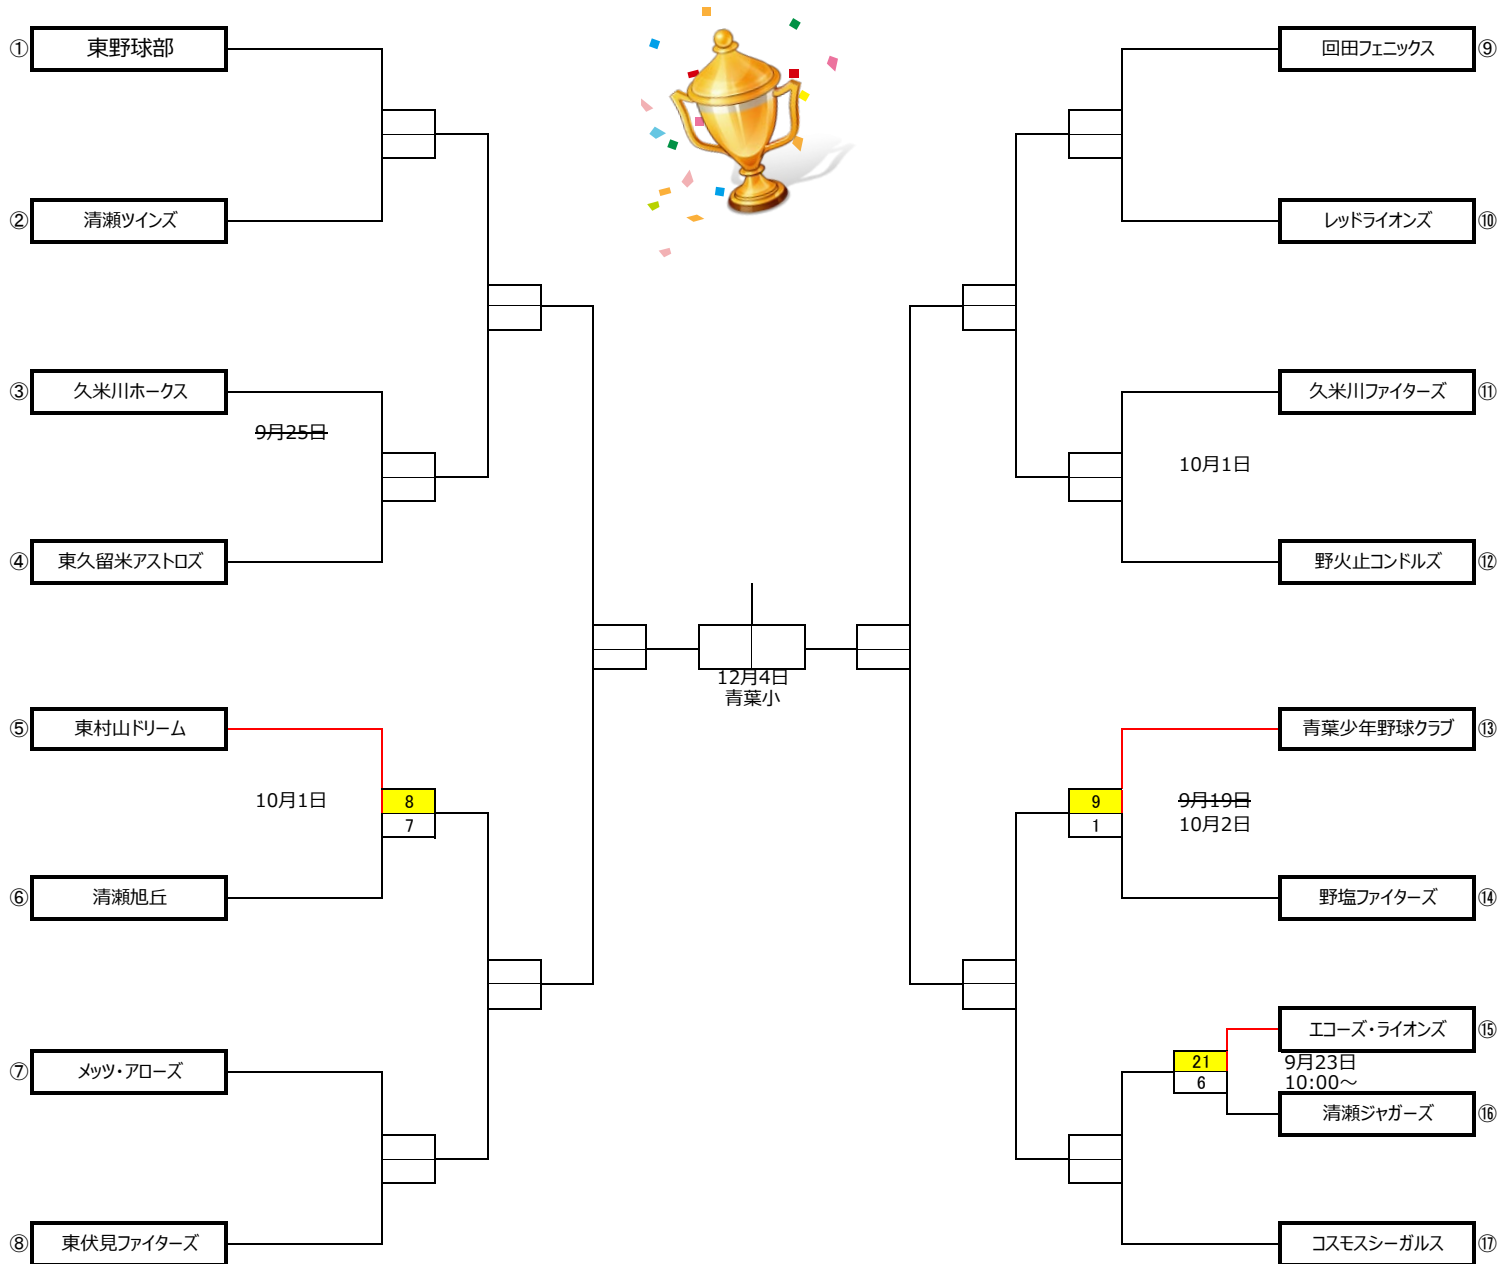 ① 東野球部
② 清瀬ツインズ
③ 久米川ホークス
9月25日
④ 東久留米アストロズ
⑤ 東村山ドリーム
10月1日
8
7
⑥ 清瀬旭丘
⑦ メッツ・アローズ
⑧ 東伏見ファイターズ
12月4日
青葉小
回田フェニックス ⑨
レッドライオンズ ⑩
久米川ファイターズ ⑪
10月1日
野火止コンドルズ ⑫
青葉少年野球クラブ ⑬
9 9月19日
1 10月2日
野塩ファイターズ ⑭
エコーズ・ライオンズ ⑮
21 9月23日
6 10:00～
清瀬ジャガーズ ⑯
コスモスシーガルス ⑰